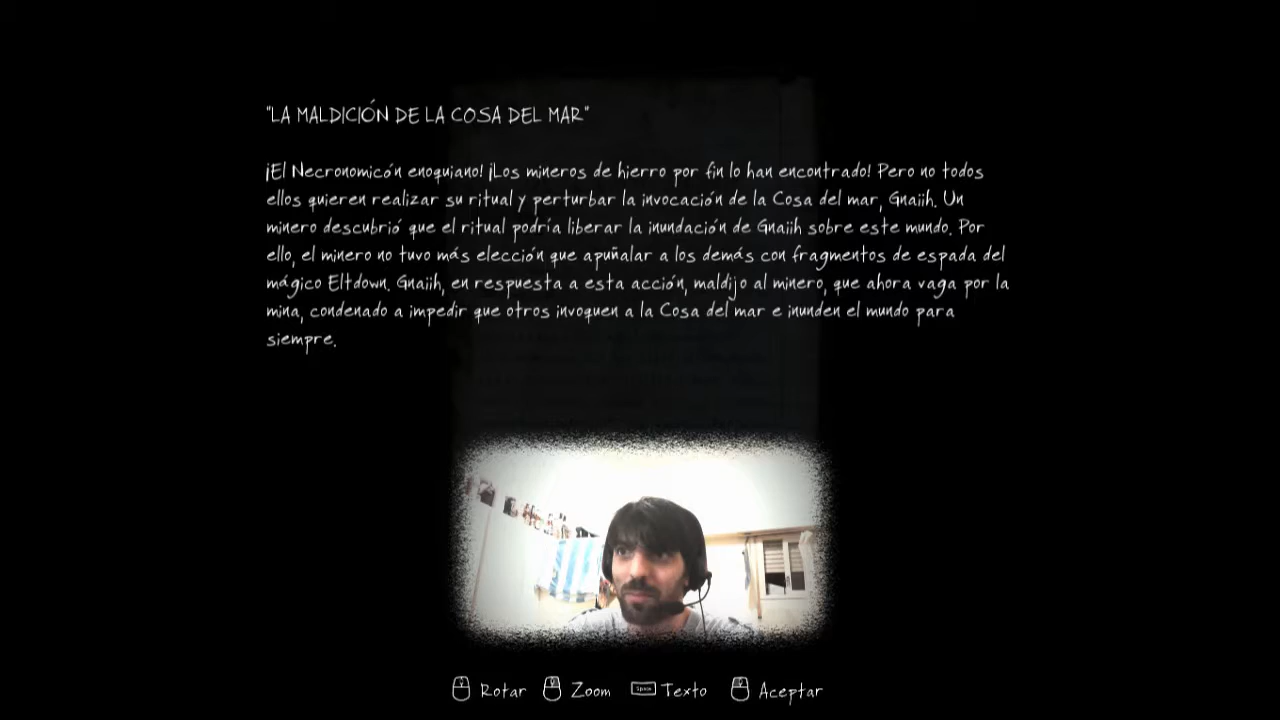 "LA MALDICIÓN DE LA COSA DEL MAR"
¡El Necronomicón enoquiano! ¡Los mineros de hierro por fin lo han encontrado! Pero no todos
ellos quieren realizar su ritual y perturbar la invocación de la Cosa del mar, Gnaiih. Un
minero descubrió que el ritual podría liberar la inundación de Gnaiih sobre este mundo. Por
ello, el minero no tuvo más elección que apuñalar a los demás con fragmentos de espada del
mágico Eltdown. Gnaiih, en respuesta a esta acción, maldijo al minero, que ahora vaga por la
mina, condenado a impedir que otros invoquen a la Cosa del mar e inunden el mundo para
siempre.
Rotar Zoom Texto Aceptar